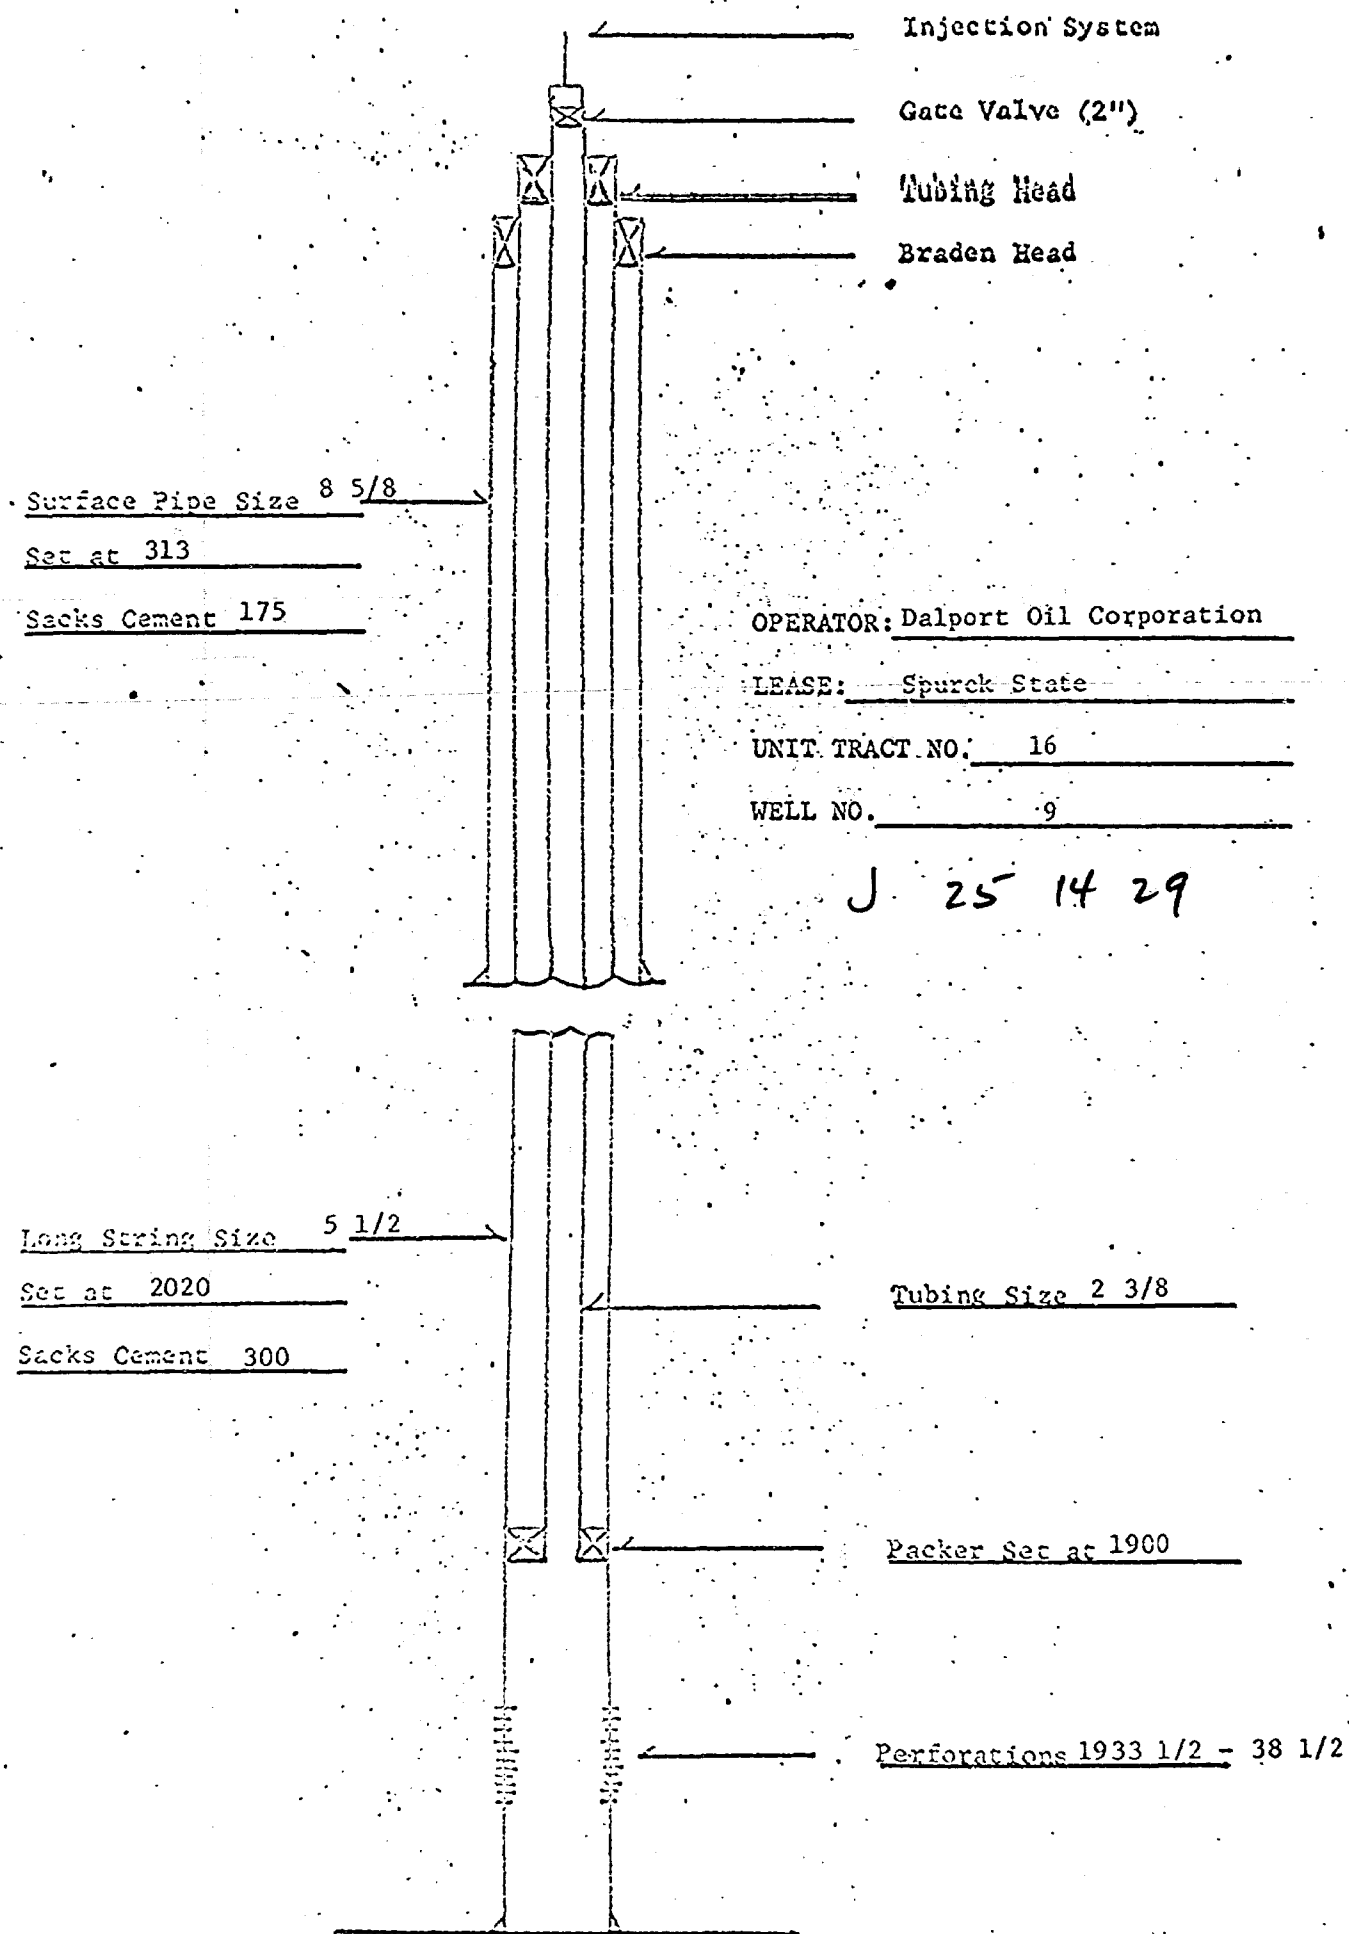 Injection System
Gate Valve (2")
Tubing Head
Braden Head
Surface Pipe Size 8 5/8
Set at 313
Sacks Cement 175
OPERATOR: Dalport Oil Corporation
LEASE: Spurck State
UNIT TRACT NO. 16
WELL NO. 9
J 25 14 29
Long String Size 5 1/2
Set at 2020
Sacks Cement 300
Tubing Size 2 3/8
Packer Set at 1900
Perforations 1933 1/2 - 38 1/2